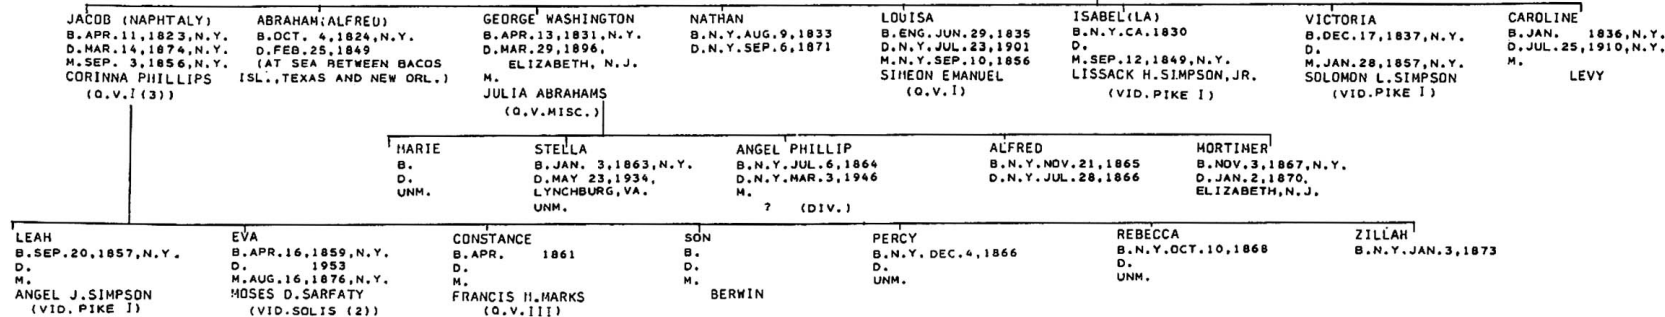 JACOB (NAPHTALY)
B.APR.11,1823,N.Y.
D.MAR.14,1874,N.Y.
M.SEP. 3,1856,N.Y.
CORINNA PHILLIPS
(Q.V.I(3))
ABRAHAM(ALFRED)
B.OCT. 4,1824,N.Y.
D.FEB.25,1849
(AT SEA BETWEEN BACOS
ISL.,TEXAS AND NEW ORL.)
GEORGE WASHINGTON
B.APR.13,1831,N.Y.
D.MAR.29,1896,
ELIZABETH, N.J.
M.
JULIA ABRAHAMS
(Q.V.MISC.)
NATHAN
B.N.Y.AUG.9,1833
D.N.Y.SEP.6,1871
LOUISA
B.ENG.JUN.29,1835
D.N.Y.JUL.23,1901
M.N.Y.SEP.10,1856
SIMEON EMANUEL
(Q.V.I)
ISABEL(LA)
B.N.Y.CA.1830
D.
M.SEP.12,1849,N.Y.
LISSACK H.SIMPSON,JR.
(VID.PIKE I)
VICTORIA
B.DEC.17,1837,N.Y.
D.
M.JAN.28,1857,N.Y.
SOLOMON L.SIMPSON
(VID.PIKE I)
CAROLINE
B.JAN. 1836,N.Y.
D.JUL.25,1910,N.Y.
M.
LEVY
MARIE
B.
D.
UNM.
STELLA
B.JAN. 3,1863,N.Y.
D.MAY 23,1934,
LYNCHBURG,VA.
UNM.
ANGEL PHILLIP
B.N.Y.JUL.6,1864
D.N.Y.MAR.3,1946
M.
? (DIV.)
ALFRED
B.N.Y.NOV.21,1865
D.N.Y.JUL.28,1866
MORTIMER
B.NOV.3,1867,N.Y.
D.JAN.2,1870,
ELIZABETH,N.J.
LEAH
B.SEP.20,1857,N.Y.
D.
M.
ANGEL J.SIMPSON
(VID. PIKE I)
EVA
B.APR.16,1859,N.Y.
D. 1953
M.AUG.16,1876,N.Y.
MOSES D.SARFATY
(VID.SOLIS (2))
CONSTANCE
B.APR. 1861
D.
M.
FRANCIS H.MARKS
(Q.V.III)
SON
B.
D.
M.
BERWIN
PERCY
B.N.Y. DEC.4,1866
D.
UNM.
REBECCA
B.N.Y.OCT.10,1868
D.
UNM.
ZILLAH
B.N.Y.JAN.3,1873